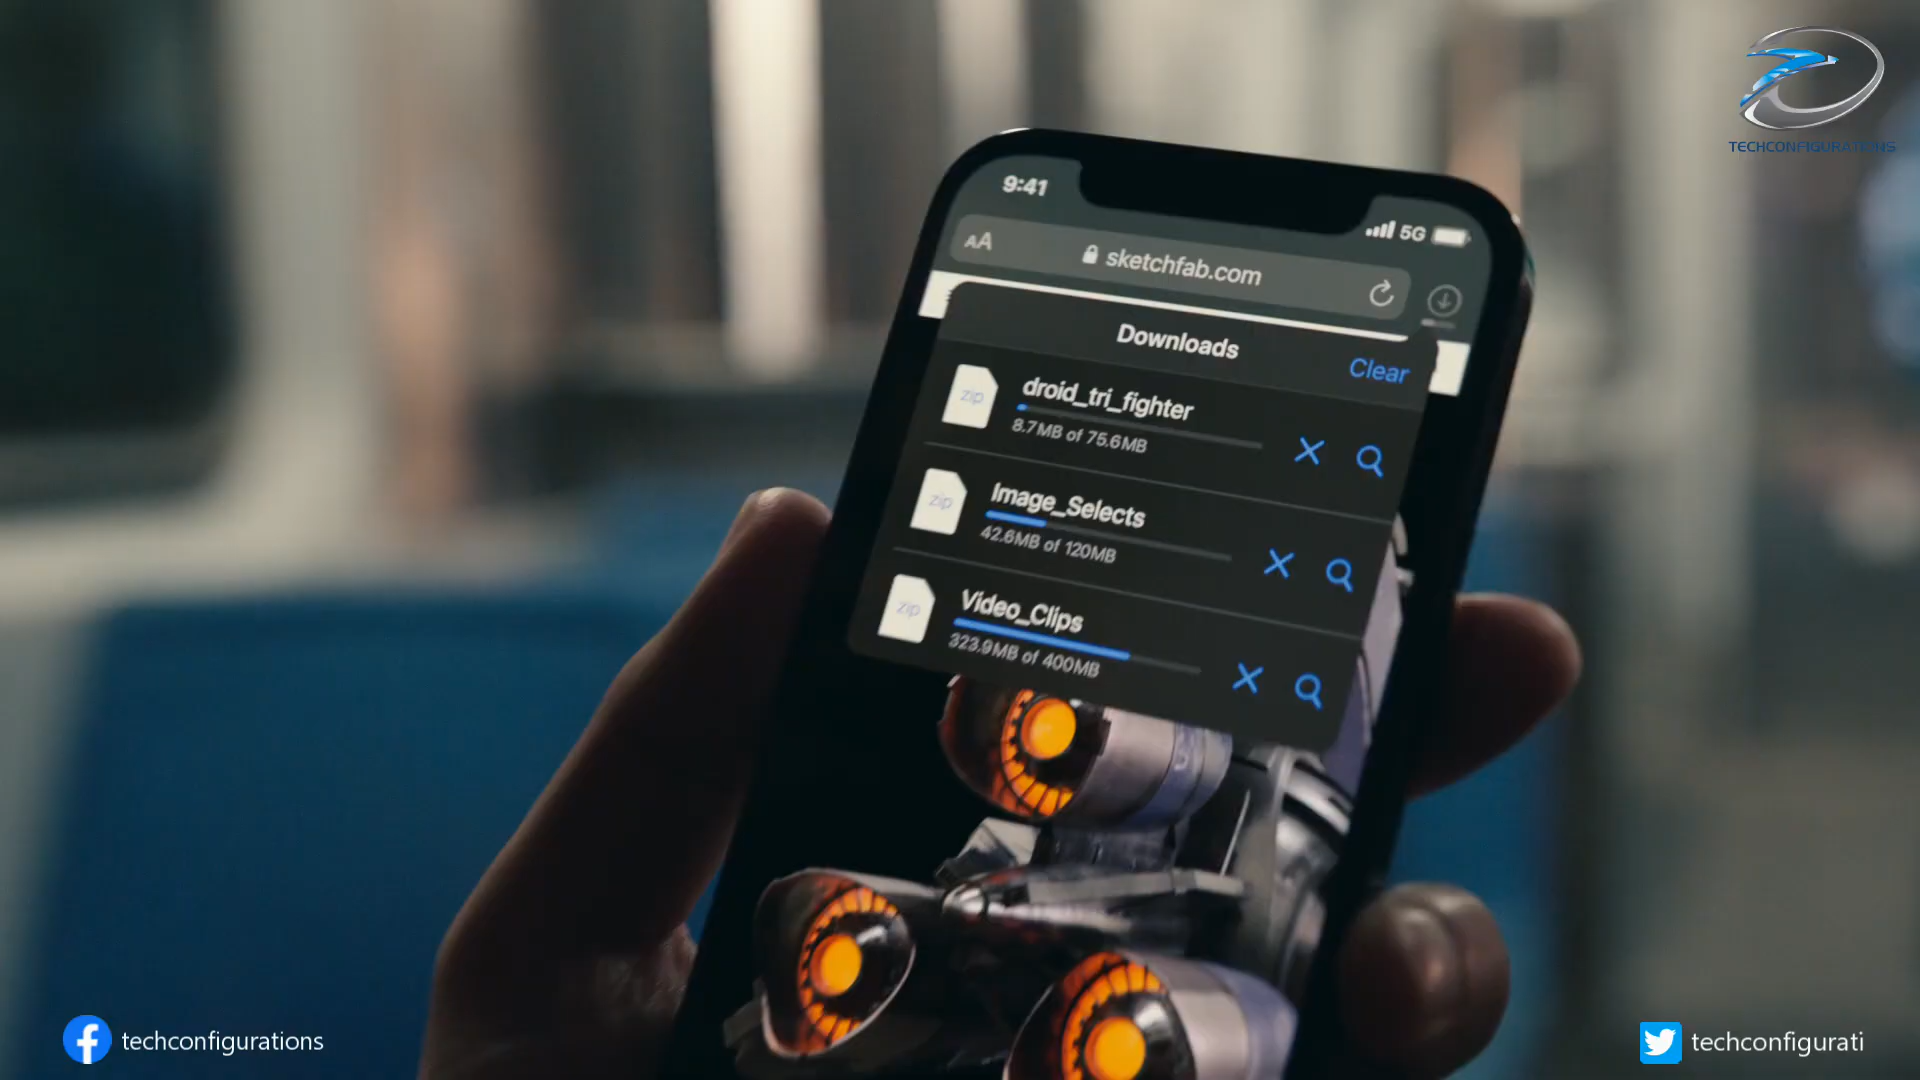 TECHCONFIGURATIONS
9:41
5G
AA
sketchfab.com
Downloads
Clear
zip
droid_tri_fighter
8.7MB of 75.6MB
zip
Image_Selects
42.6MB of 120MB
zip
Video_Clips
323.9MB of 400MB
techconfigurations
techconfigurati